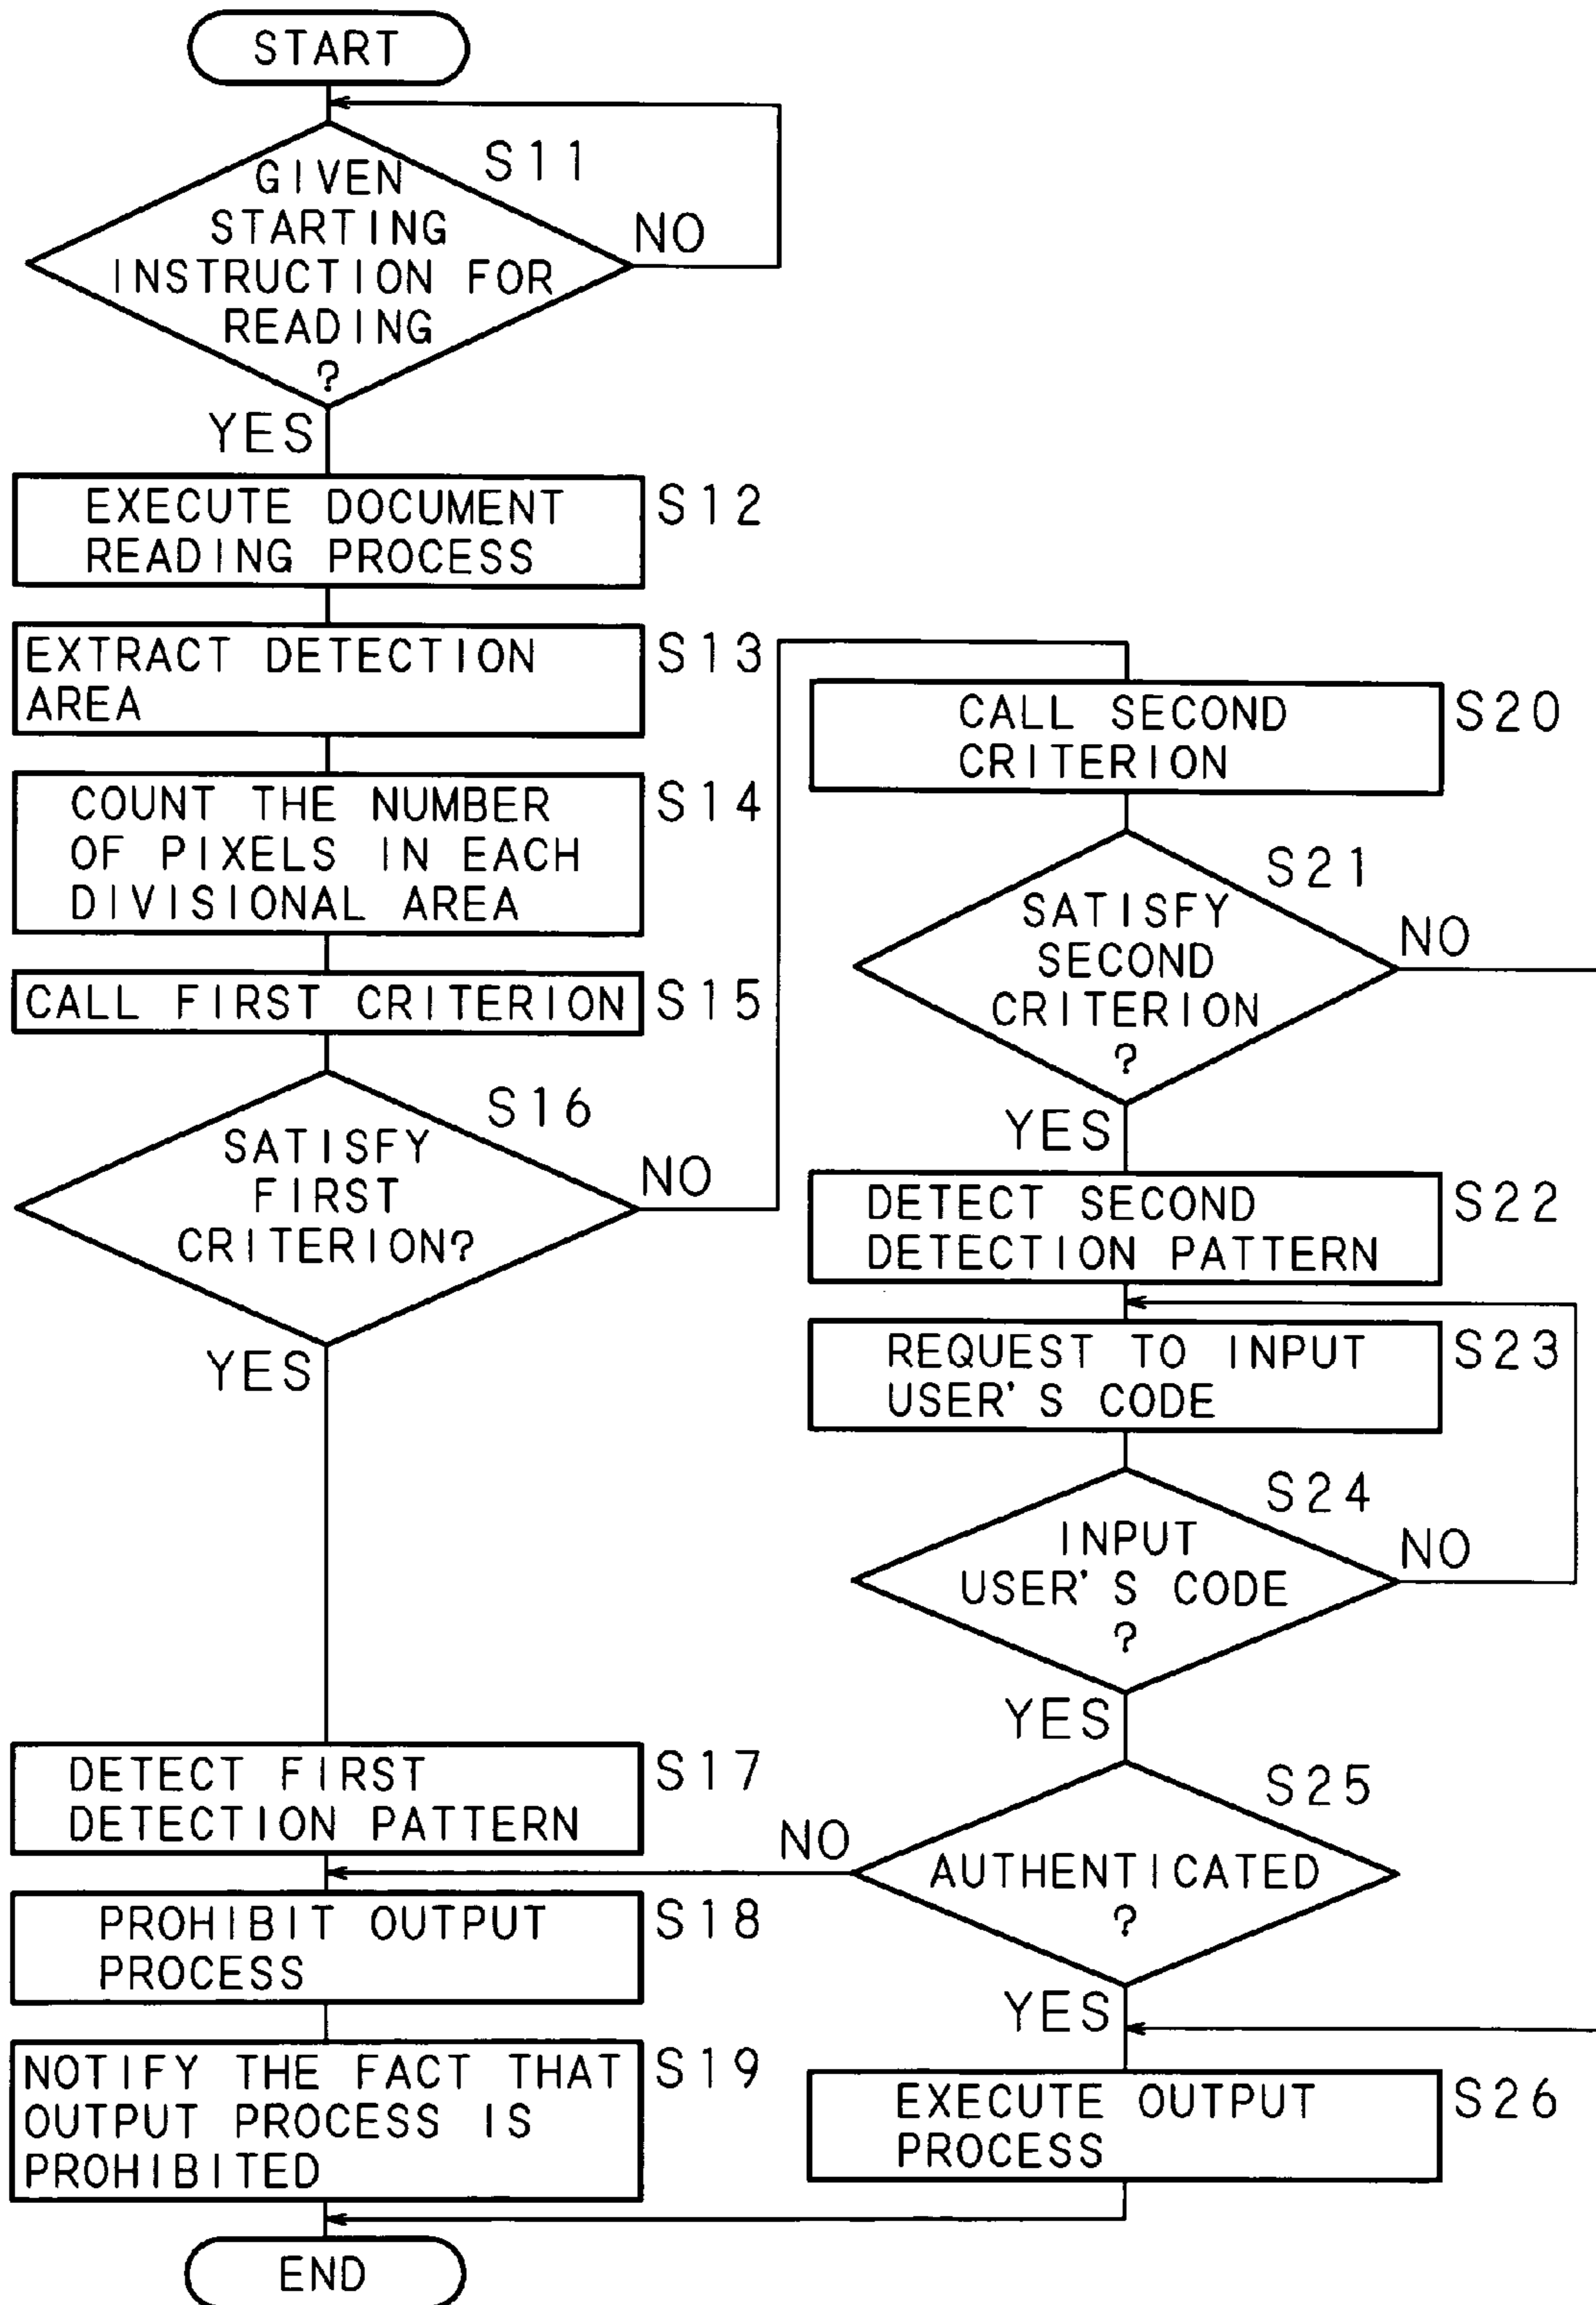 START
S11
GIVEN
STARTING
INSTRUCTION FOR
READING
?
NO
YES
EXECUTE DOCUMENT
READING PROCESS
S12
EXTRACT DETECTION
AREA
S13
COUNT THE NUMBER
OF PIXELS IN EACH
DIVISIONAL AREA
S14
CALL FIRST CRITERION
S15
S16
SATISFY
FIRST
CRITERION?
NO
YES
DETECT FIRST
DETECTION PATTERN
S17
PROHIBIT OUTPUT
PROCESS
S18
NOTIFY THE FACT THAT
OUTPUT PROCESS IS
PROHIBITED
S19
END
CALL SECOND
CRITERION
S20
S21
SATISFY
SECOND
CRITERION
?
NO
YES
DETECT SECOND
DETECTION PATTERN
S22
REQUEST TO INPUT
USER'S CODE
S23
S24
INPUT
USER'S CODE
?
NO
YES
S25
AUTHENTICATED
?
NO
YES
EXECUTE OUTPUT
PROCESS
S26